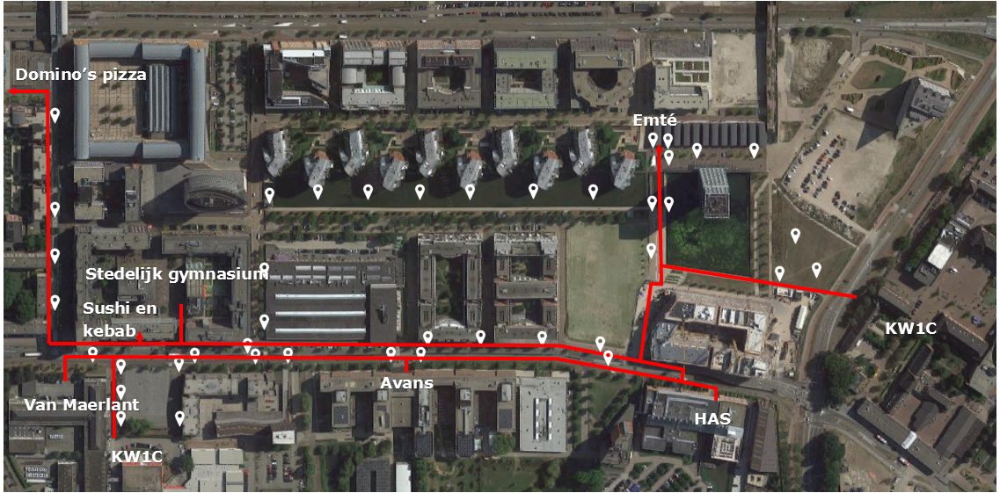 Domino's pizza
Emté
Stedelijk gymnasium
Sushi en
kebab
KW1C
Avans
Van Maerlant
HAS
KW1C